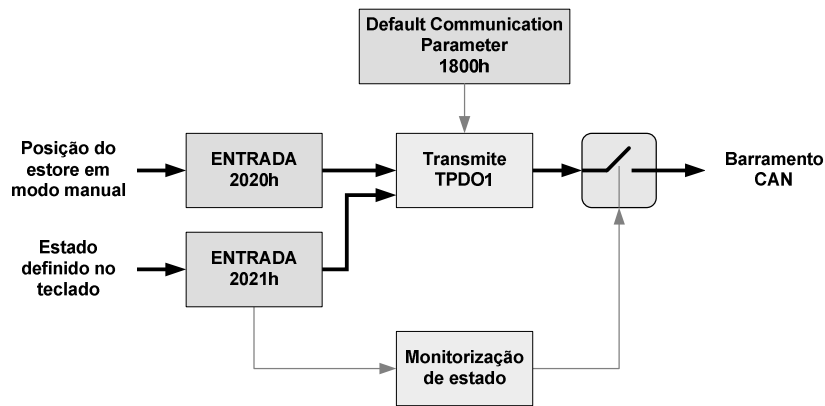 Default Communication
Parameter
1800h
Posição do
estore em
modo manual
ENTRADA
2020h
Transmite
TPDO1
Barramento
CAN
Estado
definido no
teclado
ENTRADA
2021h
Monitorização
de estado